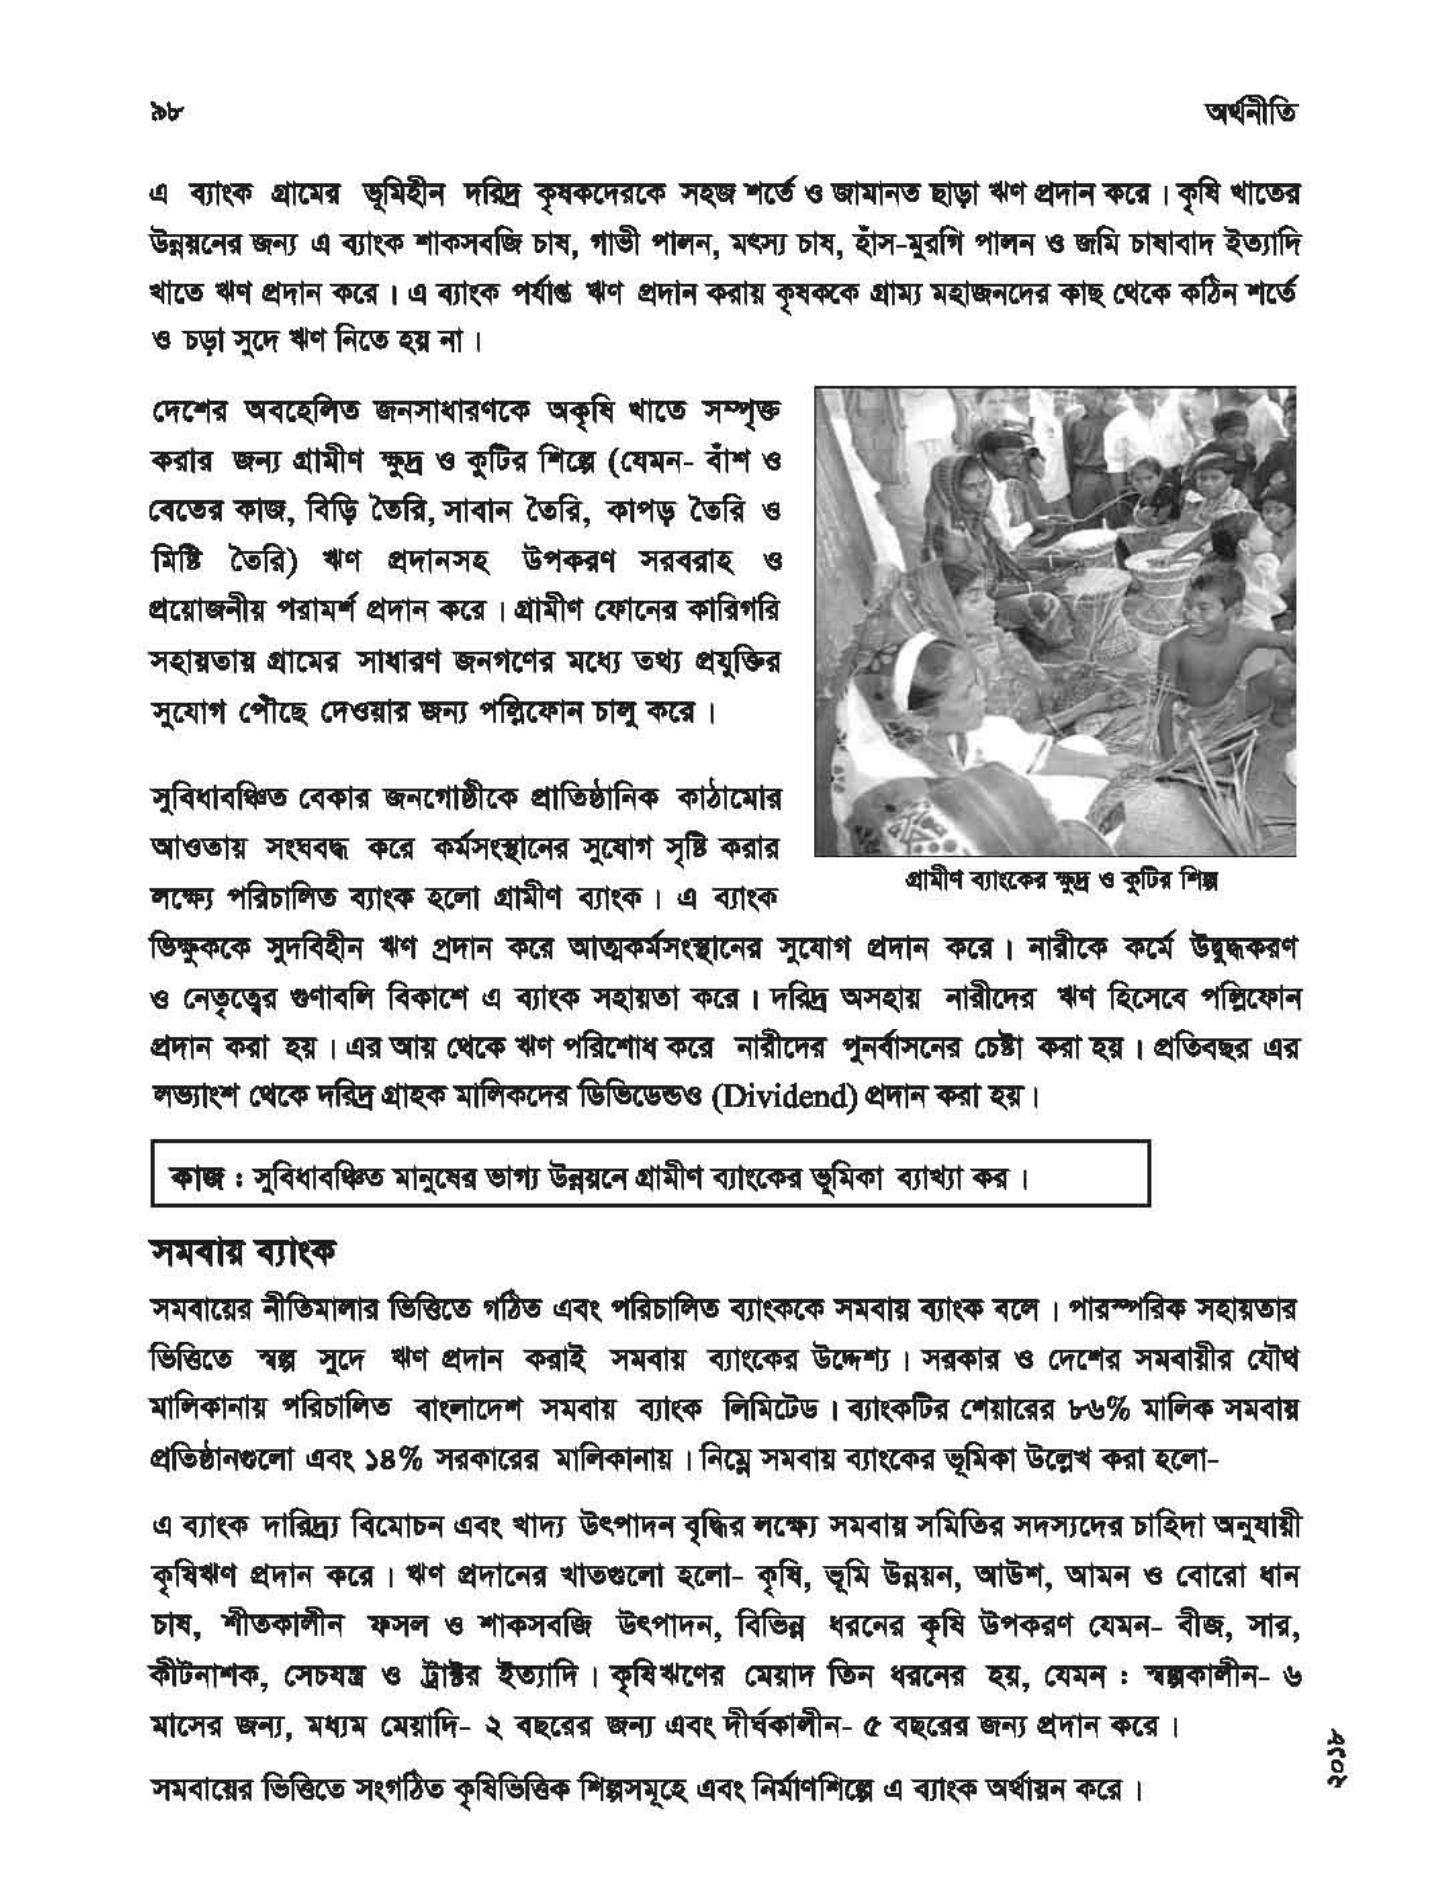 ৯৮
অর্থনীতি
এ ব্যাংক গ্রামের ভূমিহীন দরিদ্র কৃষকদেরকে সহজ শর্তে ও জামানত ছাড়া ঋণ প্রদান করে। কৃষি খাতের
উন্নয়নের জন্য এ ব্যাংক শাকসবজি চাষ, গাভী পালন, মৎস্য চাষ, হাঁস-মুরগি পালন ও জমি চাষাবাদ ইত্যাদি
খাতে ঋণ প্রদান করে। এ ব্যাংক পর্যাপ্ত ঋণ প্রদান করায় কৃষককে গ্রাম্য মহাজনদের কাছ থেকে কঠিন শর্তে
ও চড়া সুদে ঋণ নিতে হয় না।
দেশের অবহেলিত জনসাধারণকে অকৃষি খাতে সম্পৃক্ত
করার জন্য গ্রামীণ ক্ষুদ্র ও কুটির শিল্পে (যেমন- বাঁশ ও
বেতের কাজ, বিড়ি তৈরি, সাবান তৈরি, কাপড় তৈরি ও
মিষ্টি তৈরি) ঋণ প্রদানসহ উপকরণ সরবরাহ ও
প্রয়োজনীয় পরামর্শ প্রদান করে। গ্রামীণ ফোনের কারিগরি
সহায়তায় গ্রামের সাধারণ জনগণের মধ্যে তথ্য প্রযুক্তির
সুযোগ পৌঁছে দেওয়ার জন্য পল্লিফোন চালু করে।
সুবিধাবঞ্চিত বেকার জনগোষ্ঠীকে প্রাতিষ্ঠানিক কাঠামোর
আওতায় সংঘবদ্ধ করে কর্মসংস্থানের সুযোগ সৃষ্টি করার
লক্ষ্যে পরিচালিত ব্যাংক হলো গ্রামীণ ব্যাংক। এ ব্যাংক
গ্রামীণ ব্যাংকের ক্ষুদ্র ও কুটির শিল্প
ভিক্ষুককে সুদবিহীন ঋণ প্রদান করে আত্মকর্মসংস্থানের সুযোগ প্রদান করে। নারীকে কর্মে উদ্বুদ্ধকরণ
ও নেতৃত্বের গুণাবলি বিকাশে এ ব্যাংক সহায়তা করে। দরিদ্র অসহায় নারীদের ঋণ হিসেবে পল্লিফোন
প্রদান করা হয়। এর আয় থেকে ঋণ পরিশোধ করে নারীদের পুনর্বাসনের চেষ্টা করা হয়। প্রতিবছর এর
লভ্যাংশ থেকে দরিদ্র গ্রাহক মালিকদের ডিভিডেন্ডও (Dividend) প্রদান করা হয়।
কাজ : সুবিধাবঞ্চিত মানুষের ভাগ্য উন্নয়নে গ্রামীণ ব্যাংকের ভূমিকা ব্যাখ্যা কর।
সমবায় ব্যাংক
সমবায়ের নীতিমালার ভিত্তিতে গঠিত এবং পরিচালিত ব্যাংককে সমবায় ব্যাংক বলে। পারস্পরিক সহায়তার
ভিত্তিতে স্বল্প সুদে ঋণ প্রদান করাই সমবায় ব্যাংকের উদ্দেশ্য। সরকার ও দেশের সমবায়ীর যৌথ
মালিকানায় পরিচালিত বাংলাদেশ সমবায় ব্যাংক লিমিটেড। ব্যাংকটির শেয়ারের ৮৬% মালিক সমবায়
প্রতিষ্ঠানগুলো এবং ১৪% সরকারের মালিকানায়। নিম্নে সমবায় ব্যাংকের ভূমিকা উল্লেখ করা হলো-
এ ব্যাংক দারিদ্র্য বিমোচন এবং খাদ্য উৎপাদন বৃদ্ধির লক্ষ্যে সমবায় সমিতির সদস্যদের চাহিদা অনুযায়ী
কৃষিঋণ প্রদান করে। ঋণ প্রদানের খাতগুলো হলো- কৃষি, ভূমি উন্নয়ন, আউশ, আমন ও বোরো ধান
চাষ, শীতকালীন ফসল ও শাকসবজি উৎপাদন, বিভিন্ন ধরনের কৃষি উপকরণ যেমন- বীজ, সার,
কীটনাশক, সেচযন্ত্র ও ট্রাক্টর ইত্যাদি। কৃষিঋণের মেয়াদ তিন ধরনের হয়, যেমন : স্বল্পকালীন- ৬
মাসের জন্য, মধ্যম মেয়াদি- ২ বছরের জন্য এবং দীর্ঘকালীন- ৫ বছরের জন্য প্রদান করে।
সমবায়ের ভিত্তিতে সংগঠিত কৃষিভিত্তিক শিল্পসমূহে এবং নির্মাণশিল্পে এ ব্যাংক অর্থায়ন করে।
২০১৮